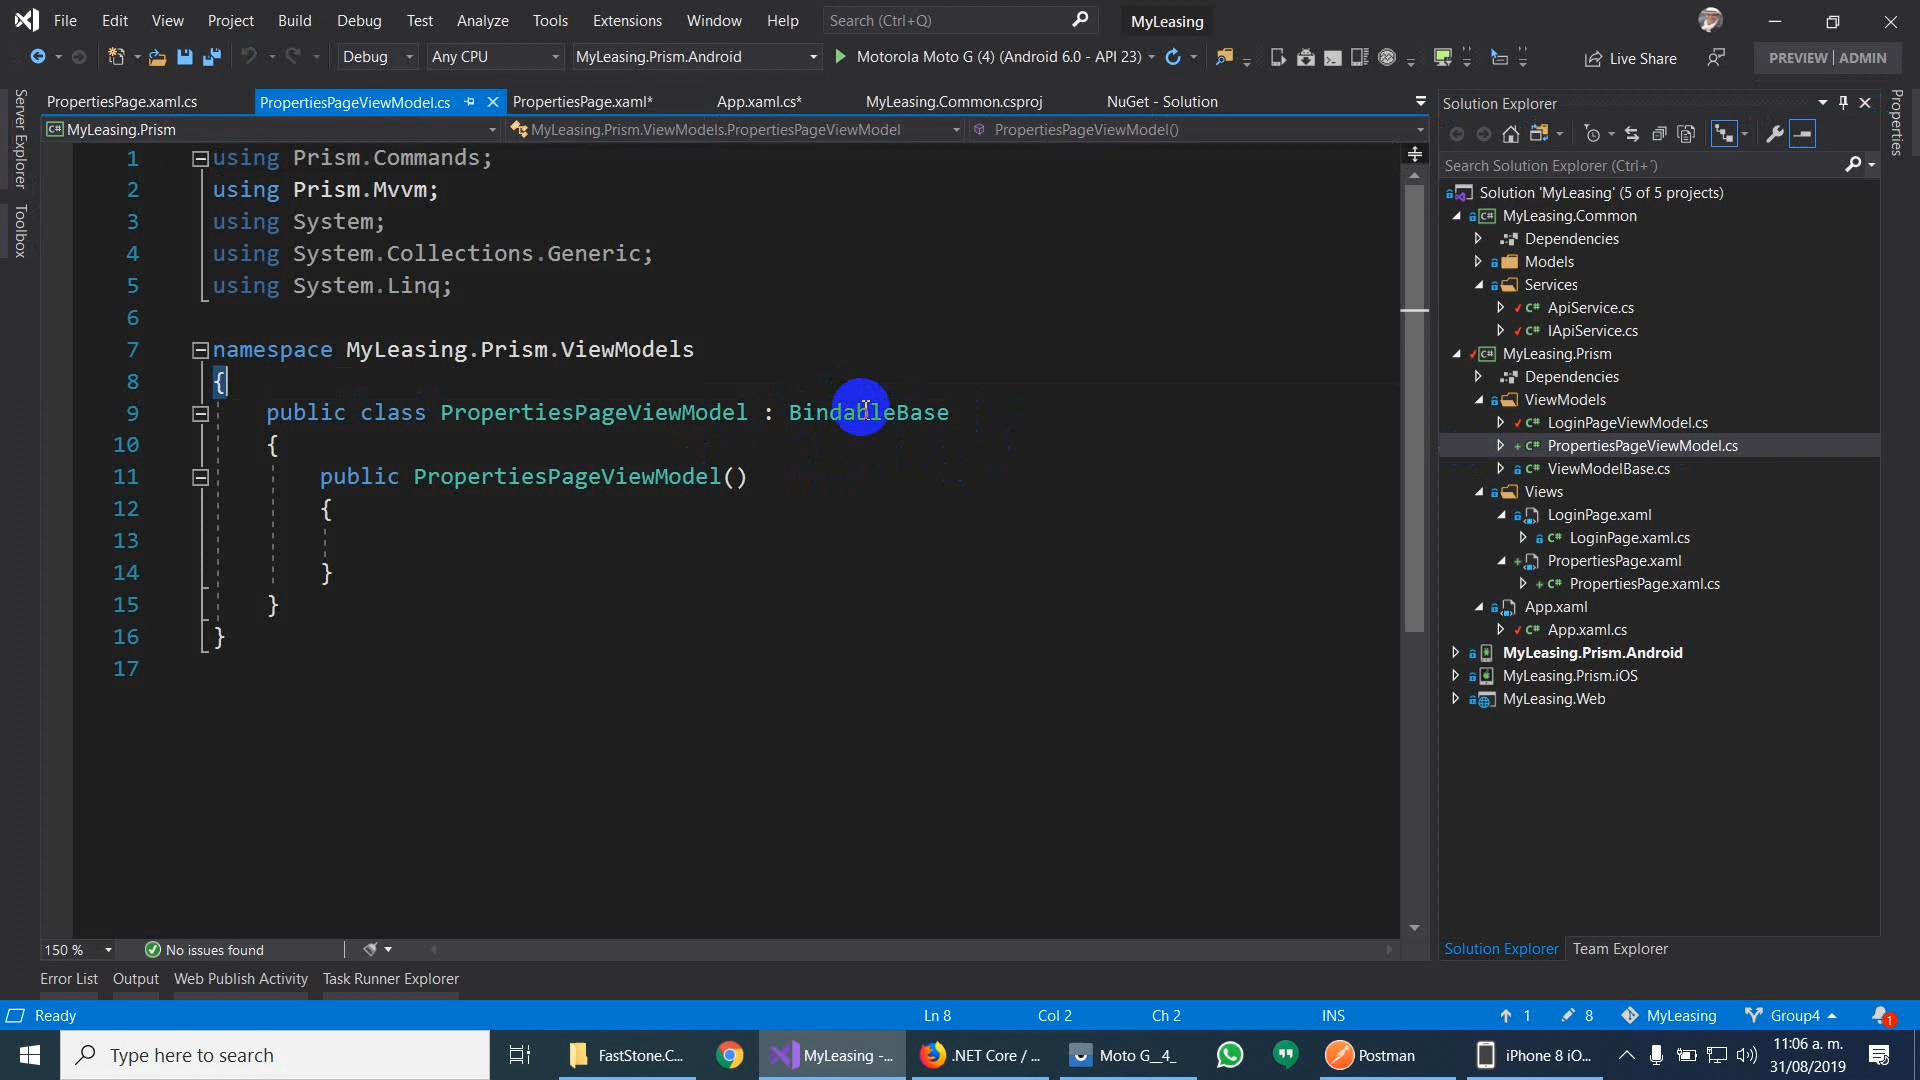 File Edit View Project Build Debug Test Analyze Tools Extensions Window Help Search (Ctrl+Q) MyLeasing
Debug Any CPU MyLeasing.Prism.Android Motorola Moto G (4) (Android 6.0 - API 23) Live Share PREVIEW | ADMIN
Server Explorer
Toolbox
Properties
PropertiesPage.xaml.cs PropertiesPageViewModel.cs PropertiesPage.xaml* App.xaml.cs* MyLeasing.Common.csproj NuGet - Solution
MyLeasing.Prism MyLeasing.Prism.ViewModels.PropertiesPageViewModel PropertiesPageViewModel()
1 using Prism.Commands;
2 using Prism.Mvvm;
3 using System;
4 using System.Collections.Generic;
5 using System.Linq;
6
7 namespace MyLeasing.Prism.ViewModels
8 {
9 public class PropertiesPageViewModel : BindableBase
10 {
11 public PropertiesPageViewModel()
12 {
13
14 }
15 }
16 }
17
150 % No issues found
Solution Explorer
Search Solution Explorer (Ctrl+´)
Solution 'MyLeasing' (5 of 5 projects)
MyLeasing.Common
Dependencies
Models
Services
ApiService.cs
IApiService.cs
MyLeasing.Prism
Dependencies
ViewModels
LoginPageViewModel.cs
PropertiesPageViewModel.cs
ViewModelBase.cs
Views
LoginPage.xaml
LoginPage.xaml.cs
PropertiesPage.xaml
PropertiesPage.xaml.cs
App.xaml
App.xaml.cs
MyLeasing.Prism.Android
MyLeasing.Prism.iOS
MyLeasing.Web
Solution Explorer Team Explorer
Error List Output Web Publish Activity Task Runner Explorer
Ready Ln 8 Col 2 Ch 2 INS 1 8 MyLeasing Group4 1
Type here to search FastStone.C... MyLeasing -... .NET Core / ... Moto G__4_ Postman iPhone 8 iO... 11:06 a. m.
31/08/2019